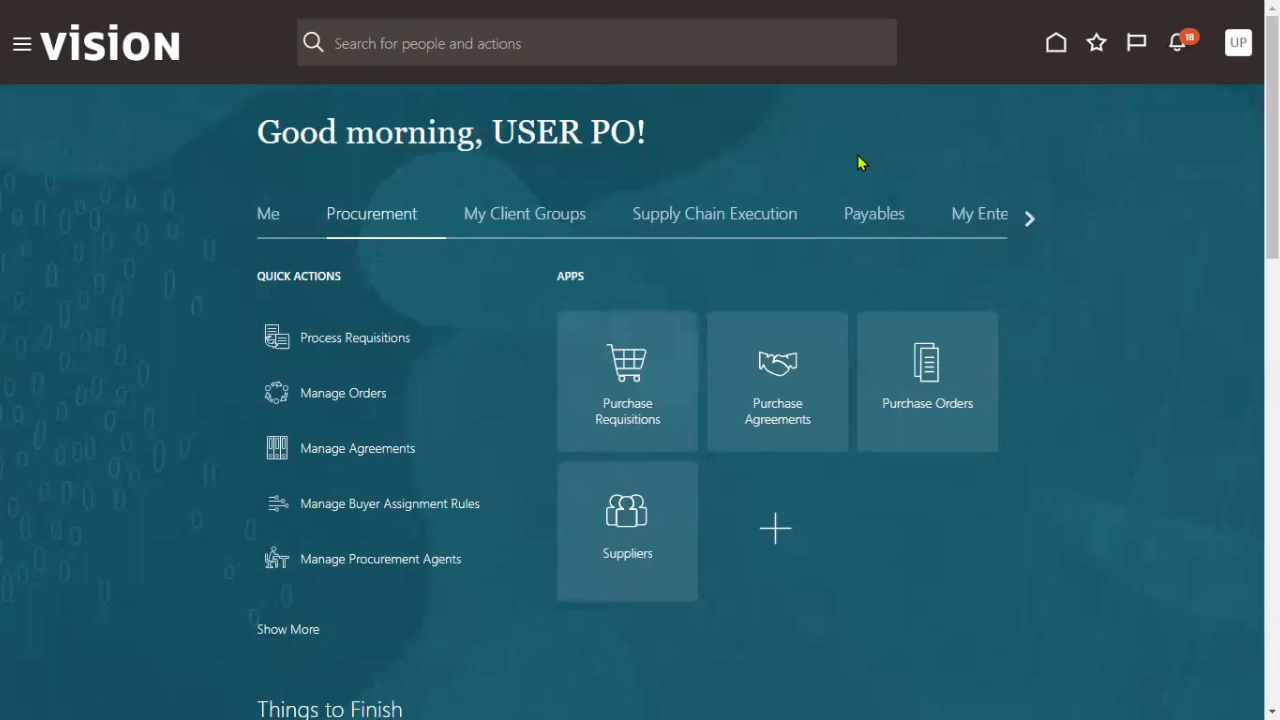 vision
Search for people and actions
18
UP
Good morning, USER PO!
Me
Procurement
My Client Groups
Supply Chain Execution
Payables
My Ente
QUICK ACTIONS
Process Requisitions
Manage Orders
Manage Agreements
Manage Buyer Assignment Rules
Manage Procurement Agents
Show More
APPS
Purchase
Requisitions
Purchase
Agreements
Purchase Orders
Suppliers
Things to Finish